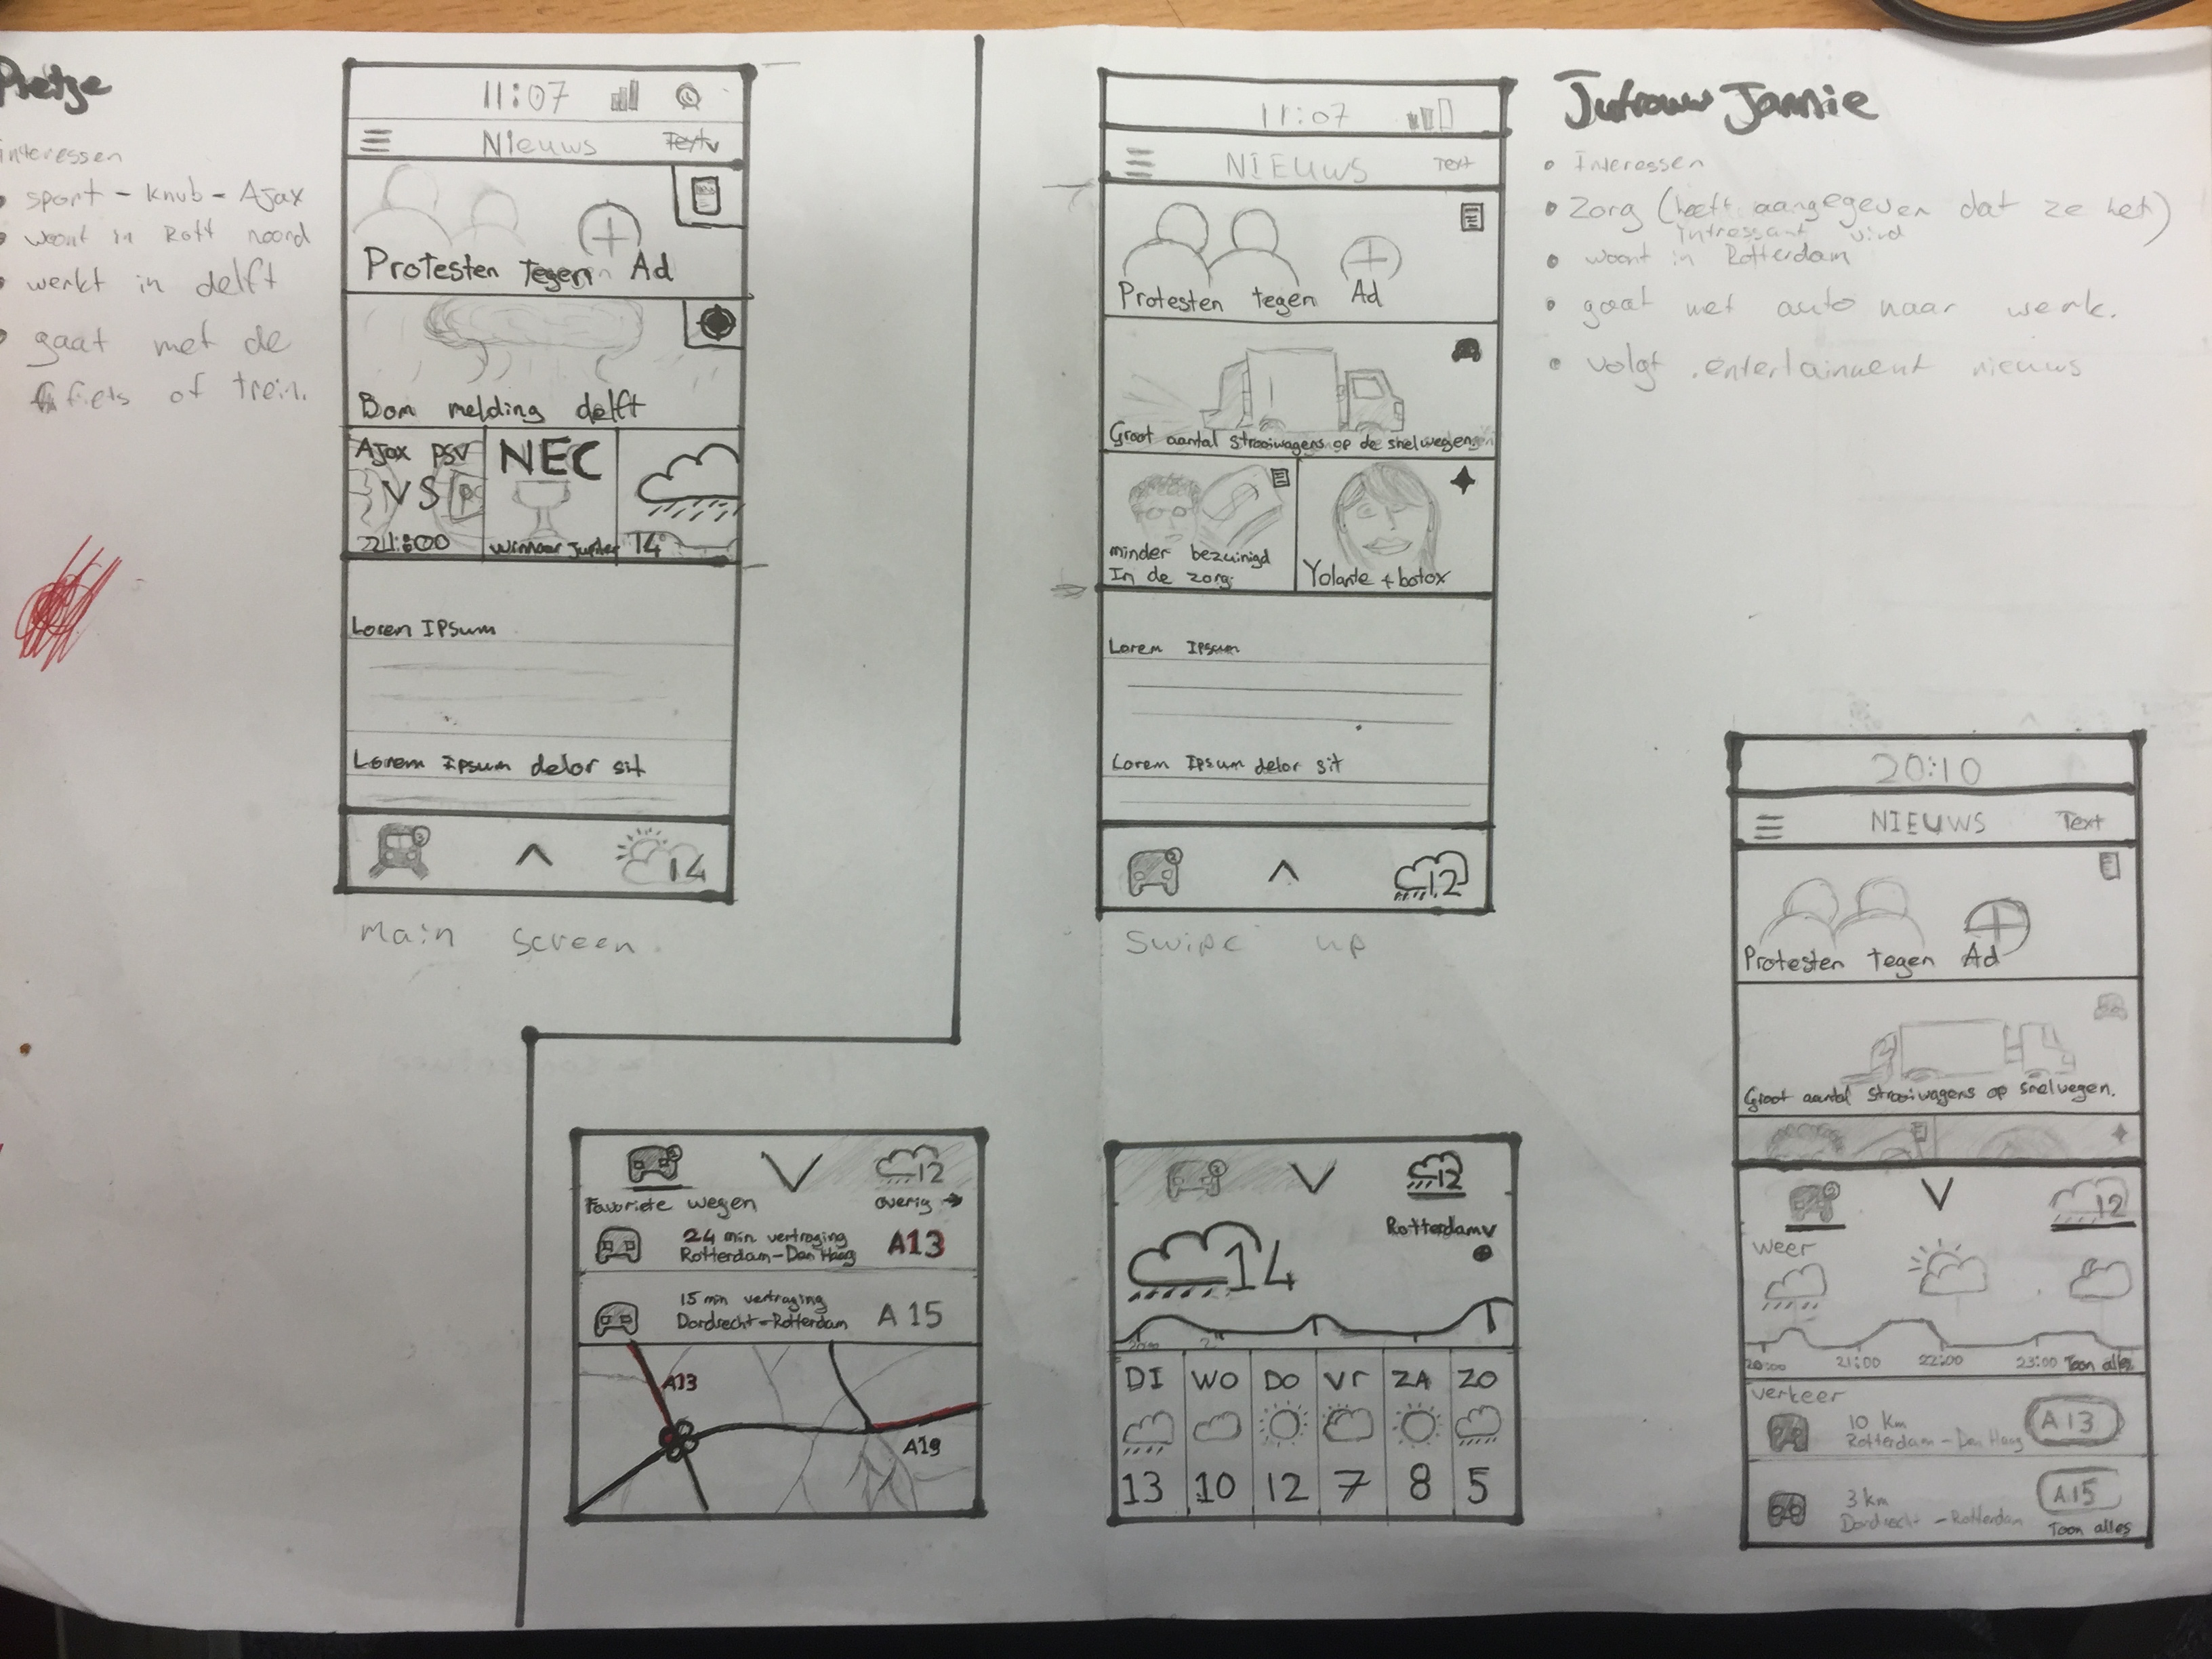 Pietje
interessen
sport - knvb - Ajax
woont in Rott noord
werkt in delft
gaat met de
fiets of trein.
11:07
Nieuws
Text v
Protesten tegen Ad
Bom melding delft
Ajax PSV
VS
21:00
NEC
Winnaar Jupiler
14°
Lorem Ipsum
Lorem Ipsum delor sit
14
Main screen
11:07
NIEUWS
Text
Protesten tegen Ad
Groot aantal strooiwagens op de snelwegen.
minder bezuinigd
In de zorg.
Yolante + botox
Lorem Ipsum
Lorem Ipsum delor sit
12
Swipe up
Jufrouw Jannie
Interessen
Zorg (heeft aangegeven dat ze het)
intressant vind
woont in Rotterdam
gaat met auto naar werk.
volgt entertainment nieuws
Favoriete wegen
12
overig →
24 min vertraging
Rotterdam-Den Haag
A13
15 min vertraging
Dordrecht-Rotterdam
A15
A13
A19
12
Rotterdam v
14
DI WO DO Vr ZA ZO
13 10 12 7 8 5
20:10
NIEUWS
Text
Protesten tegen Ad
Groot aantal strooiwagens op snelwegen.
12
weer
20:00 21:00 22:00 23:00 Toon alles
verkeer
10 km
Rotterdam - Den Haag
A13
3 km
Dordrecht - Rotterdam
A15
Toon alles